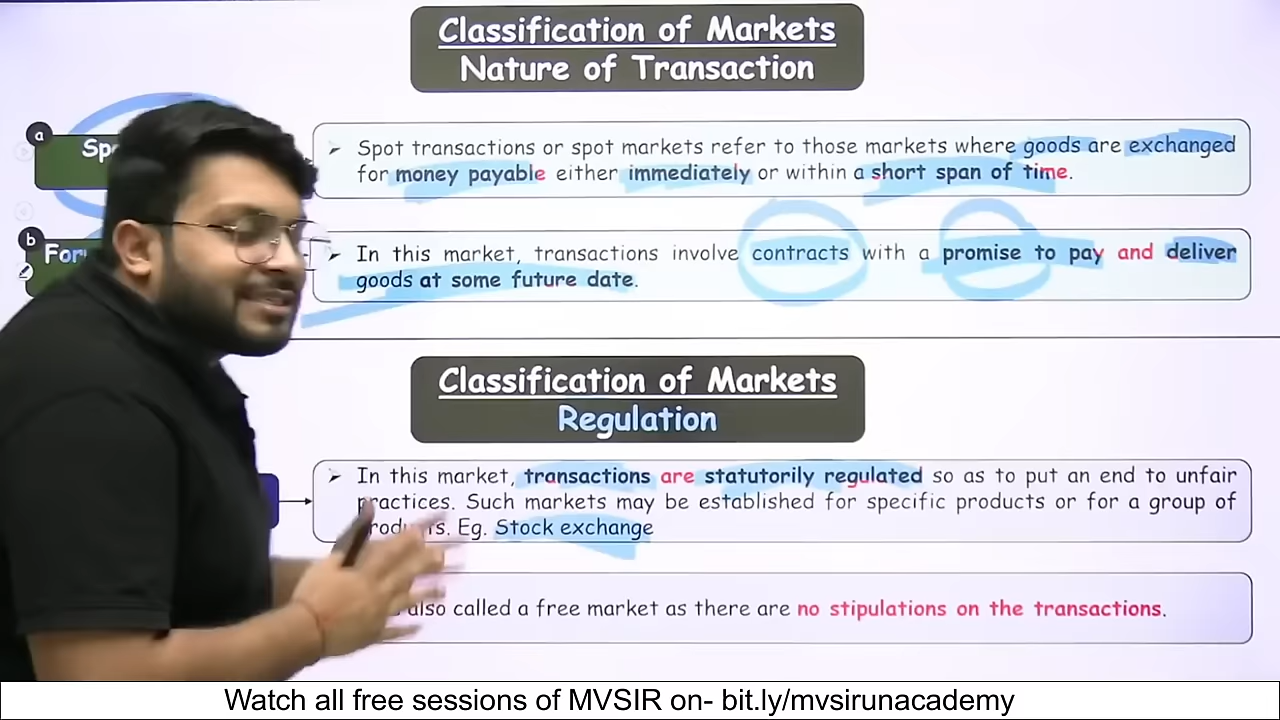 Classification of Markets
Nature of Transaction
a
Sp
➢ Spot transactions or spot markets refer to those markets where goods are exchanged
for money payable either immediately or within a short span of time.
b
For
➢ In this market, transactions involve contracts with a promise to pay and deliver
goods at some future date.
Classification of Markets
Regulation
➢ In this market, transactions are statutorily regulated so as to put an end to unfair
practices. Such markets may be established for specific products or for a group of
Eg. Stock exchange
also called a free market as there are no stipulations on the transactions.
Watch all free sessions of MVSIR on- bit.ly/mvsirunacademy